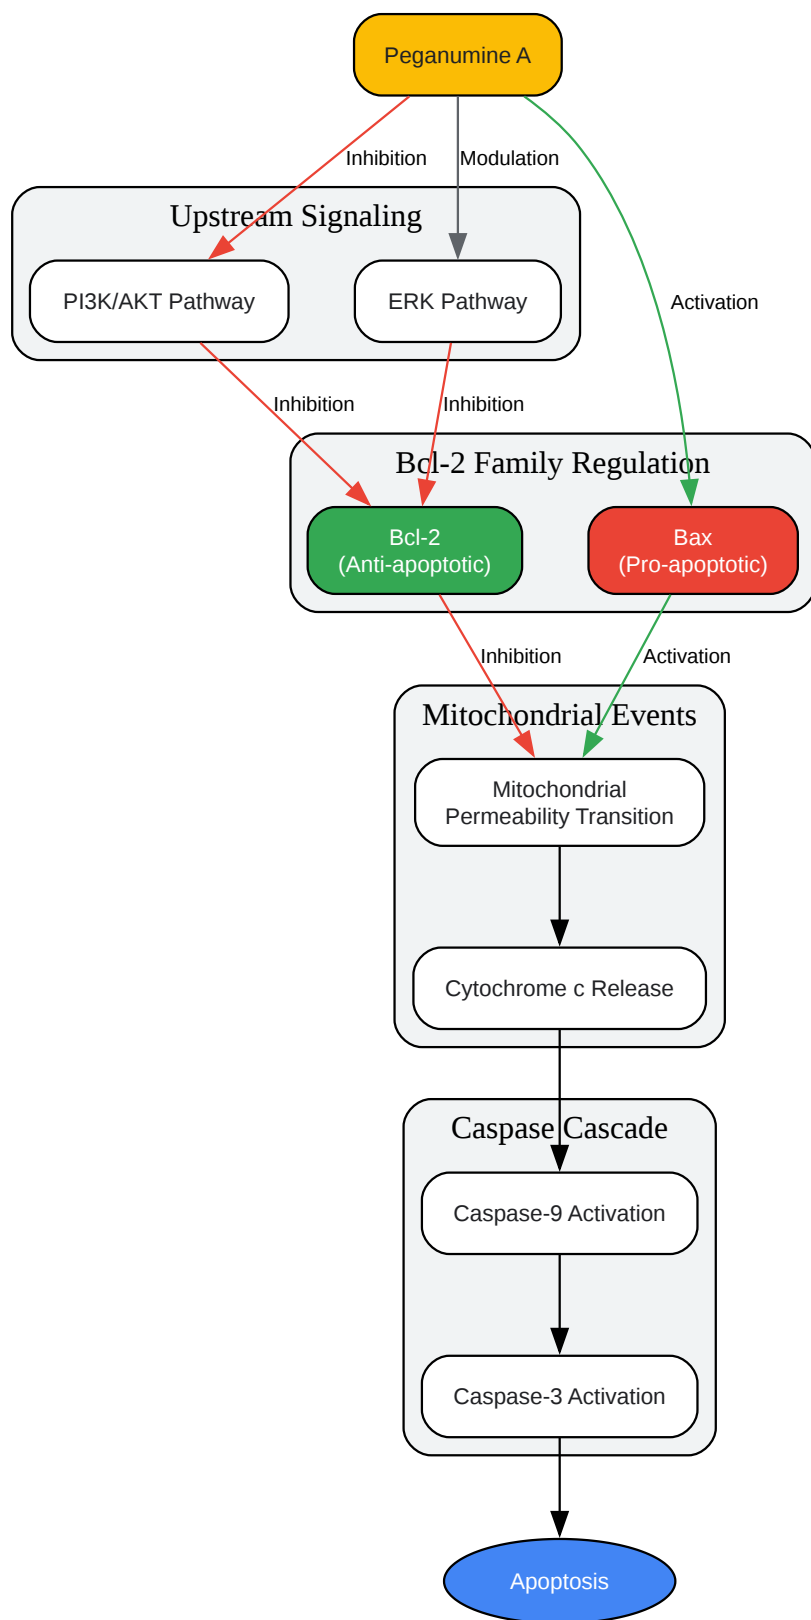 Peganumine A
Inhibition
Modulation
Activation
Upstream Signaling
PI3K/AKT Pathway
ERK Pathway
Inhibition
Inhibition
Bcl-2 Family Regulation
Bcl-2
(Anti-apoptotic)
Bax
(Pro-apoptotic)
Inhibition
Activation
Mitochondrial Events
Mitochondrial
Permeability Transition
Cytochrome c Release
Caspase Cascade
Caspase-9 Activation
Caspase-3 Activation
Apoptosis